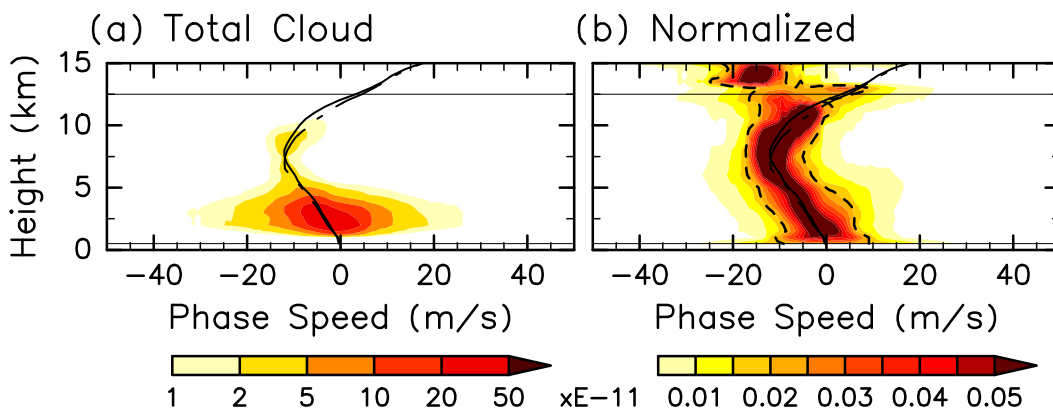 (a) Total Cloud
(b) Normalized
Height (km)
15
10
5
0
−40 −20 0 20 40
−40 −20 0 20 40
Phase Speed (m/s)
Phase Speed (m/s)
1 2 5 10 20 50 xE−11
0.01 0.02 0.03 0.04 0.05